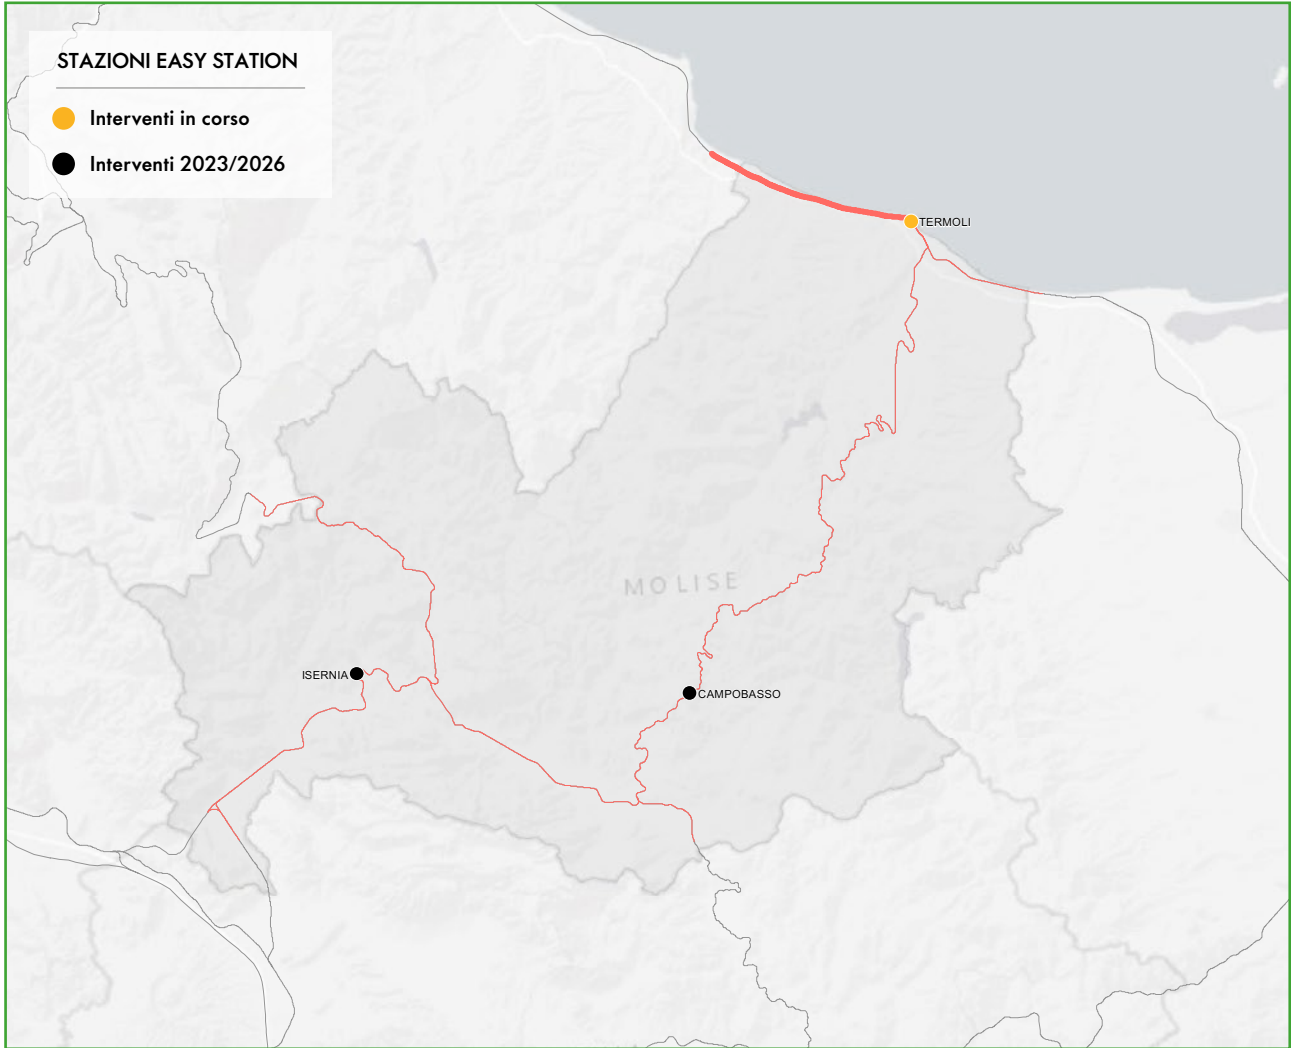 STAZIONI EASY STATION
Interventi in corso
Interventi 2023/2026
TERMOLI
MOLISE
ISERNIA
CAMPOBASSO